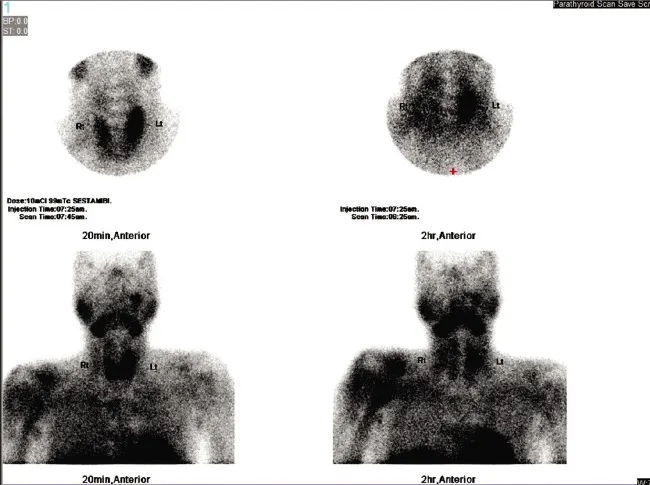 1
Parathyroid Scan Save Scr
BP:0.0
ST: 0.0
Rt
Lt
Rt
Lt
Dose:10mCi 99mTc SESTAMIBI.
Injection Time:07:25am.
Scan Time:07:45am.
Injection Time:07:25am.
Scan Time:09:25am.
20min,Anterior
2hr,Anterior
Rt
Lt
Rt
Lt
20min,Anterior
2hr,Anterior